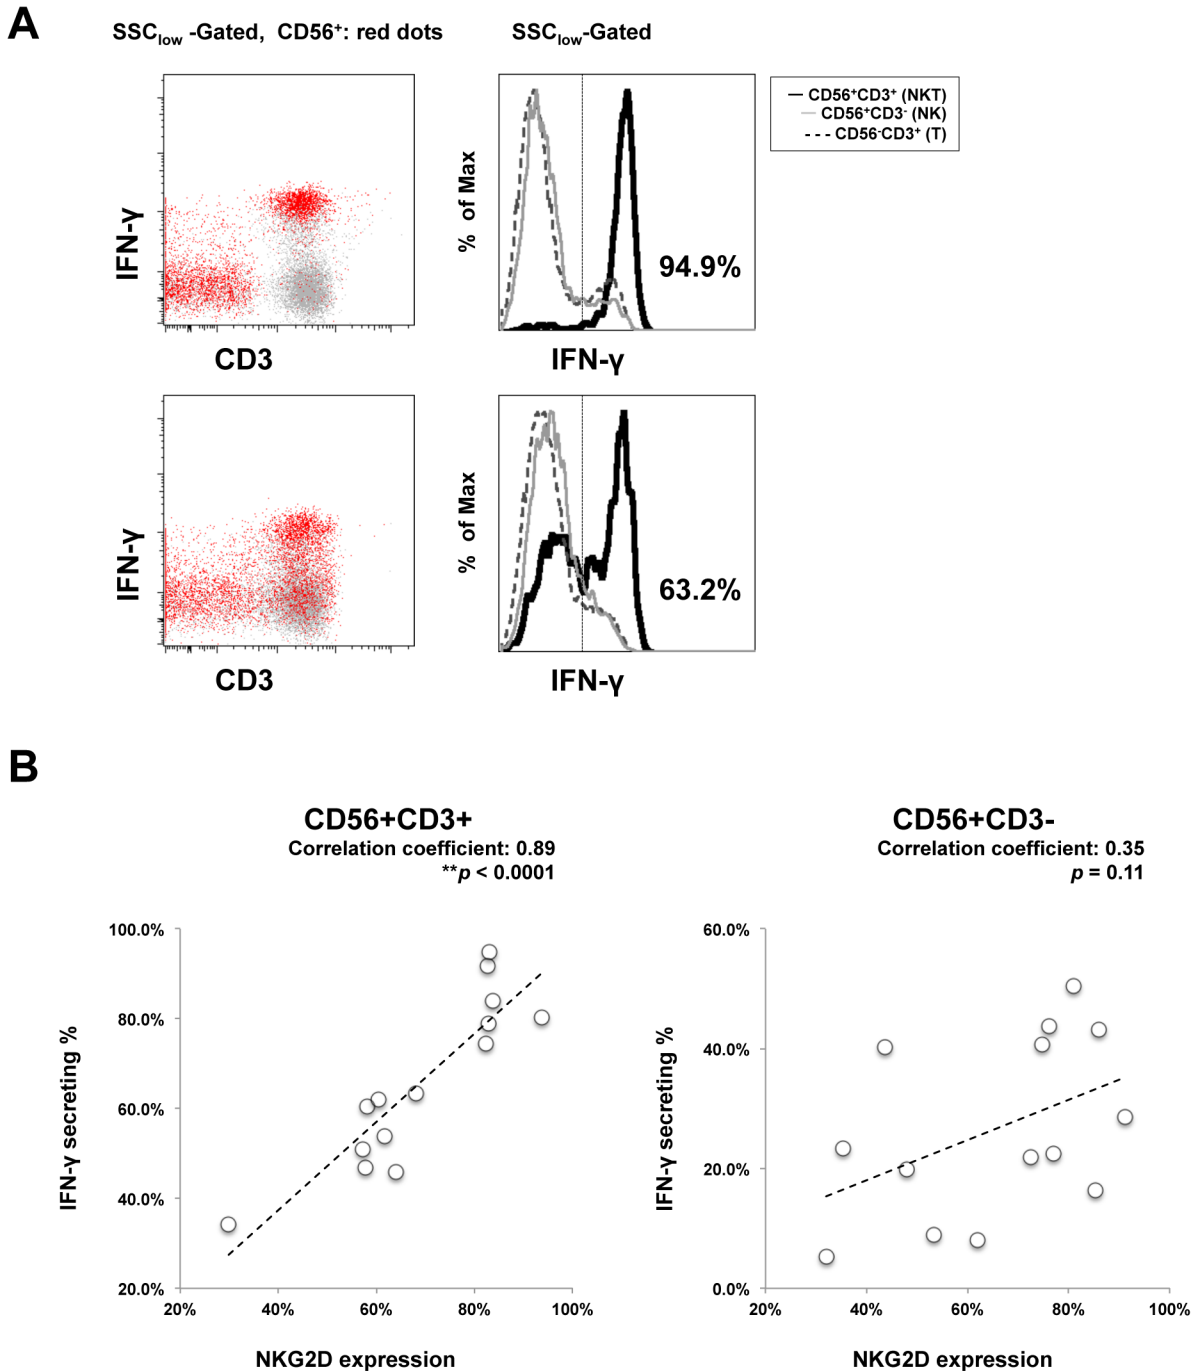 A
SSClow -Gated, CD56+: red dots
SSClow-Gated
IFN-γ
CD3
% of Max
94.9%
IFN-γ
CD56+CD3+ (NKT)
CD56+CD3- (NK)
CD56-CD3+ (T)
IFN-γ
CD3
% of Max
63.2%
IFN-γ
B
CD56+CD3+
Correlation coefficient: 0.89
**p < 0.0001
IFN-γ secreting %
100.0%
80.0%
60.0%
40.0%
20.0%
20% 40% 60% 80% 100%
NKG2D expression
CD56+CD3-
Correlation coefficient: 0.35
p = 0.11
IFN-γ secreting %
60.0%
40.0%
20.0%
0.0%
20% 40% 60% 80% 100%
NKG2D expression